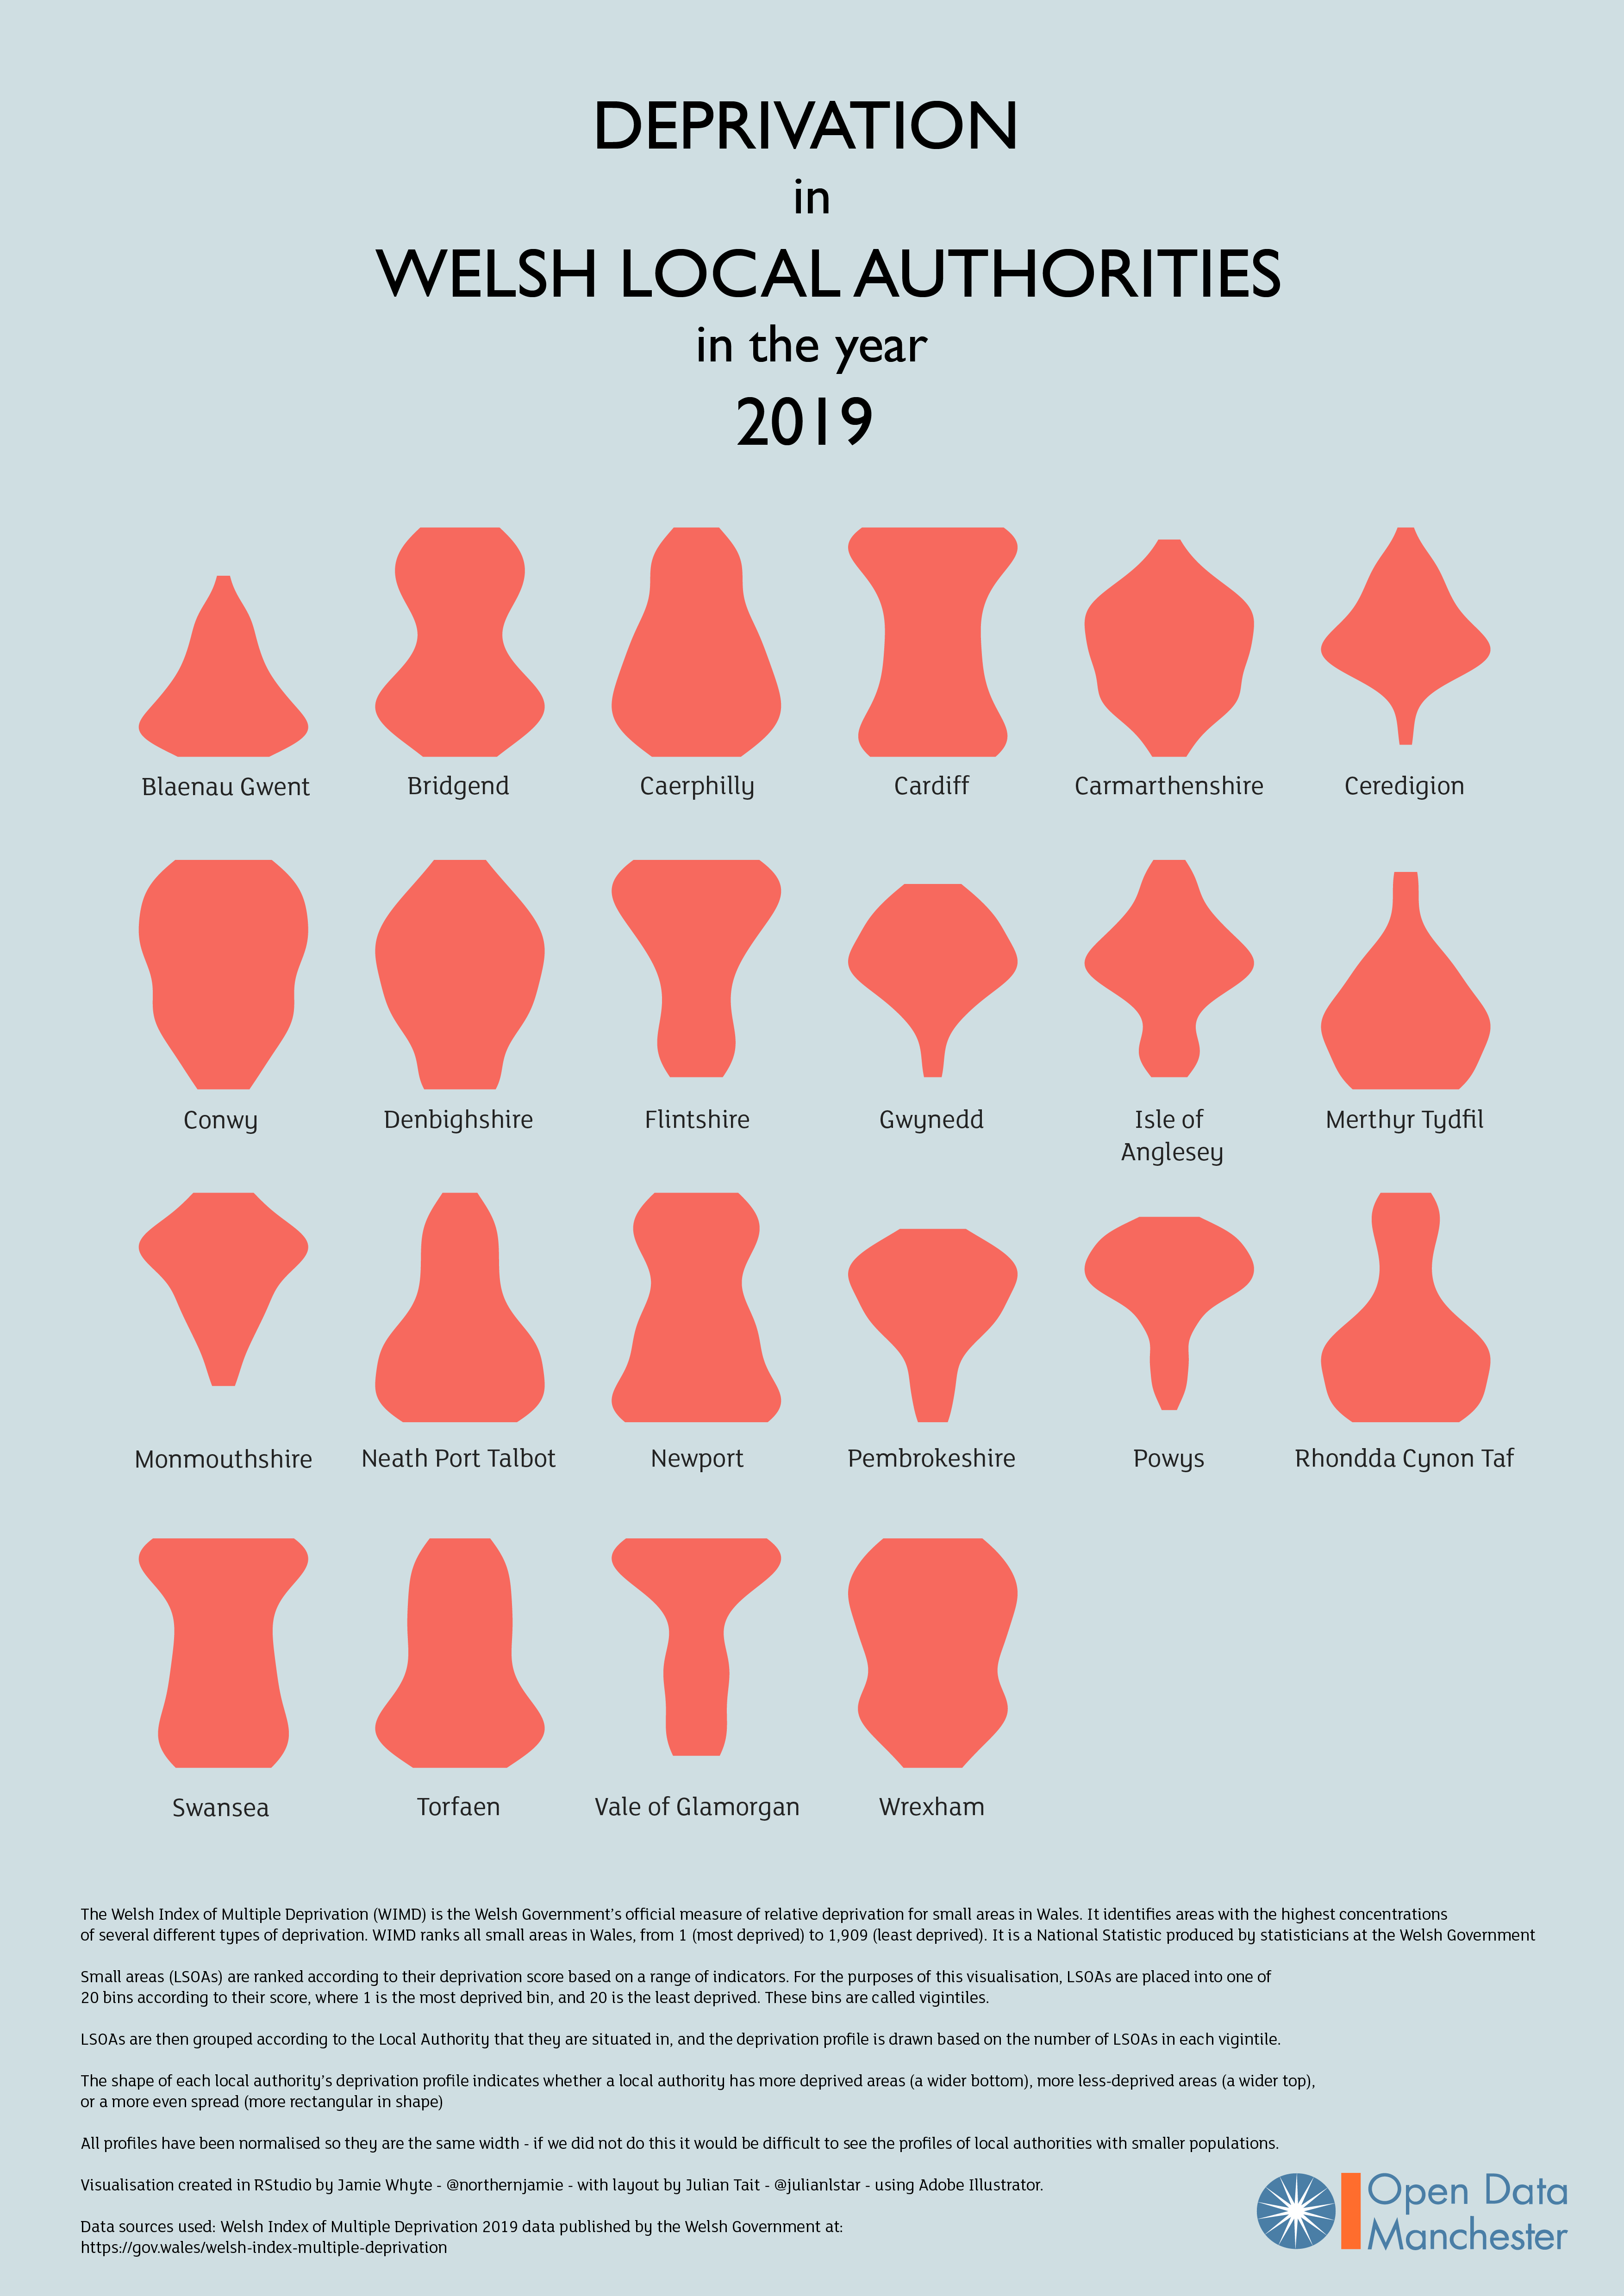 DEPRIVATION
in
WELSH LOCAL AUTHORITIES
in the year
2019
Blaenau Gwent
Bridgend
Caerphilly
Cardiff
Carmarthenshire
Ceredigion
Conwy
Denbighshire
Flintshire
Gwynedd
Isle of
Anglesey
Merthyr Tydfil
Monmouthshire
Neath Port Talbot
Newport
Pembrokeshire
Powys
Rhondda Cynon Taf
Swansea
Torfaen
Vale of Glamorgan
Wrexham
The Welsh Index of Multiple Deprivation (WIMD) is the Welsh Government's official measure of relative deprivation for small areas in Wales. It identifies areas with the highest concentrations
of several different types of deprivation. WIMD ranks all small areas in Wales, from 1 (most deprived) to 1,909 (least deprived). It is a National Statistic produced by statisticians at the Welsh Government
Small areas (LSOAs) are ranked according to their deprivation score based on a range of indicators. For the purposes of this visualisation, LSOAs are placed into one of
20 bins according to their score, where 1 is the most deprived bin, and 20 is the least deprived. These bins are called vigintiles.
LSOAs are then grouped according to the Local Authority that they are situated in, and the deprivation profile is drawn based on the number of LSOAs in each vigintile.
The shape of each local authority's deprivation profile indicates whether a local authority has more deprived areas (a wider bottom), more less-deprived areas (a wider top),
or a more even spread (more rectangular in shape)
All profiles have been normalised so they are the same width - if we did not do this it would be difficult to see the profiles of local authorities with smaller populations.
Visualisation created in RStudio by Jamie Whyte - @northernjamie - with layout by Julian Tait - @julianlstar - using Adobe Illustrator.
Data sources used: Welsh Index of Multiple Deprivation 2019 data published by the Welsh Government at:
https://gov.wales/welsh-index-multiple-deprivation
Open Data
Manchester